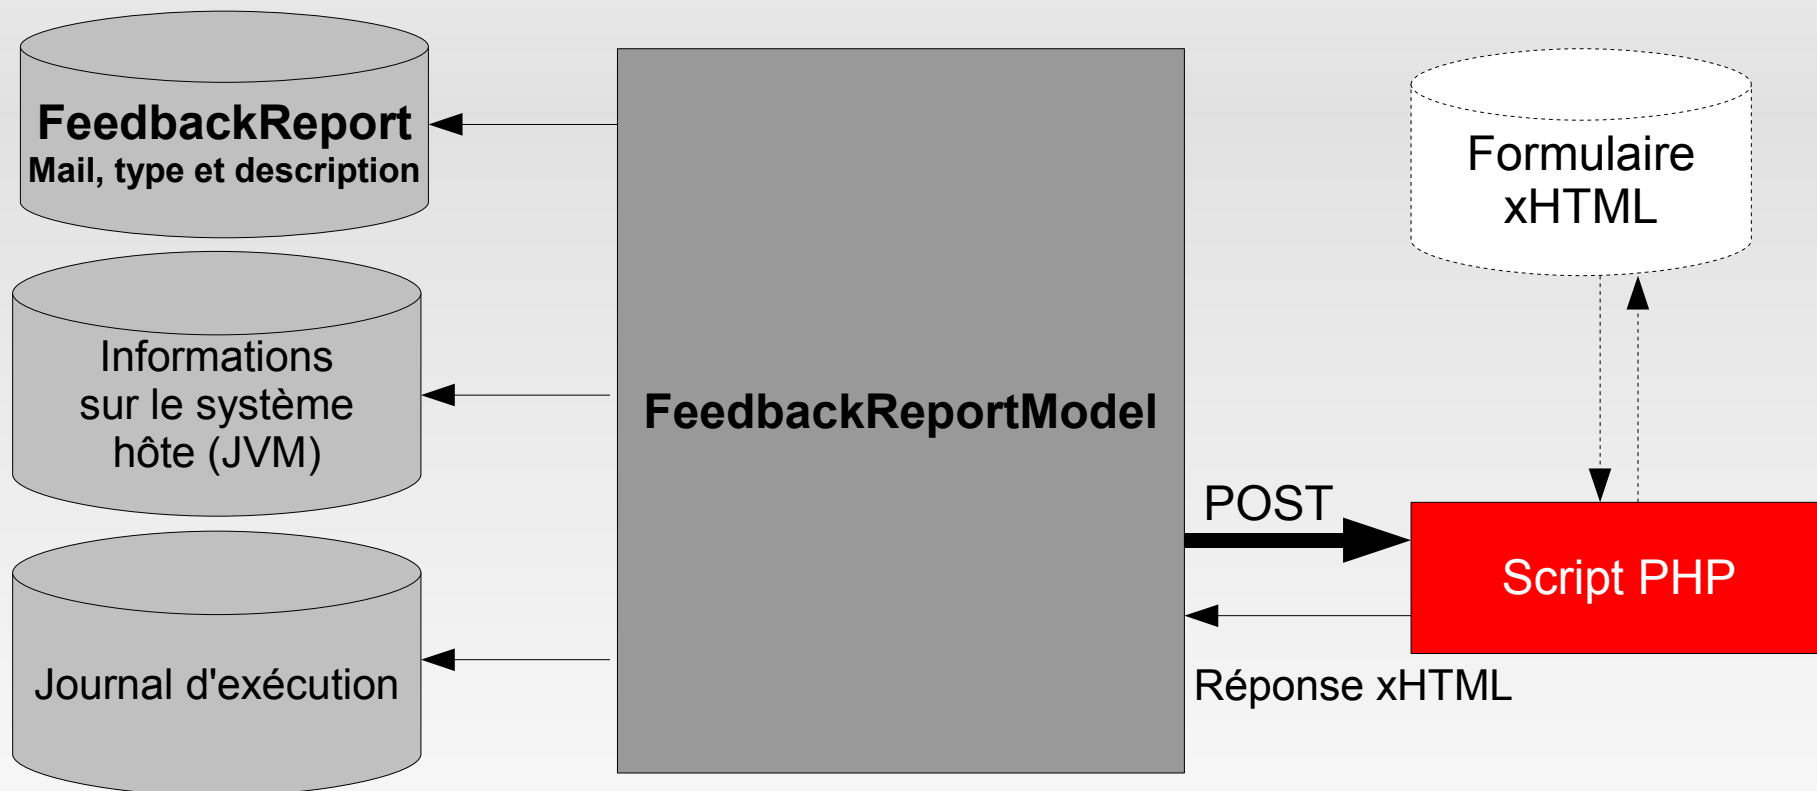 FeedbackReport
Mail, type et description
Informations
sur le système
hôte (JVM)
Journal d'exécution
FeedbackReportModel
POST
Réponse xHTML
Formulaire
xHTML
Script PHP